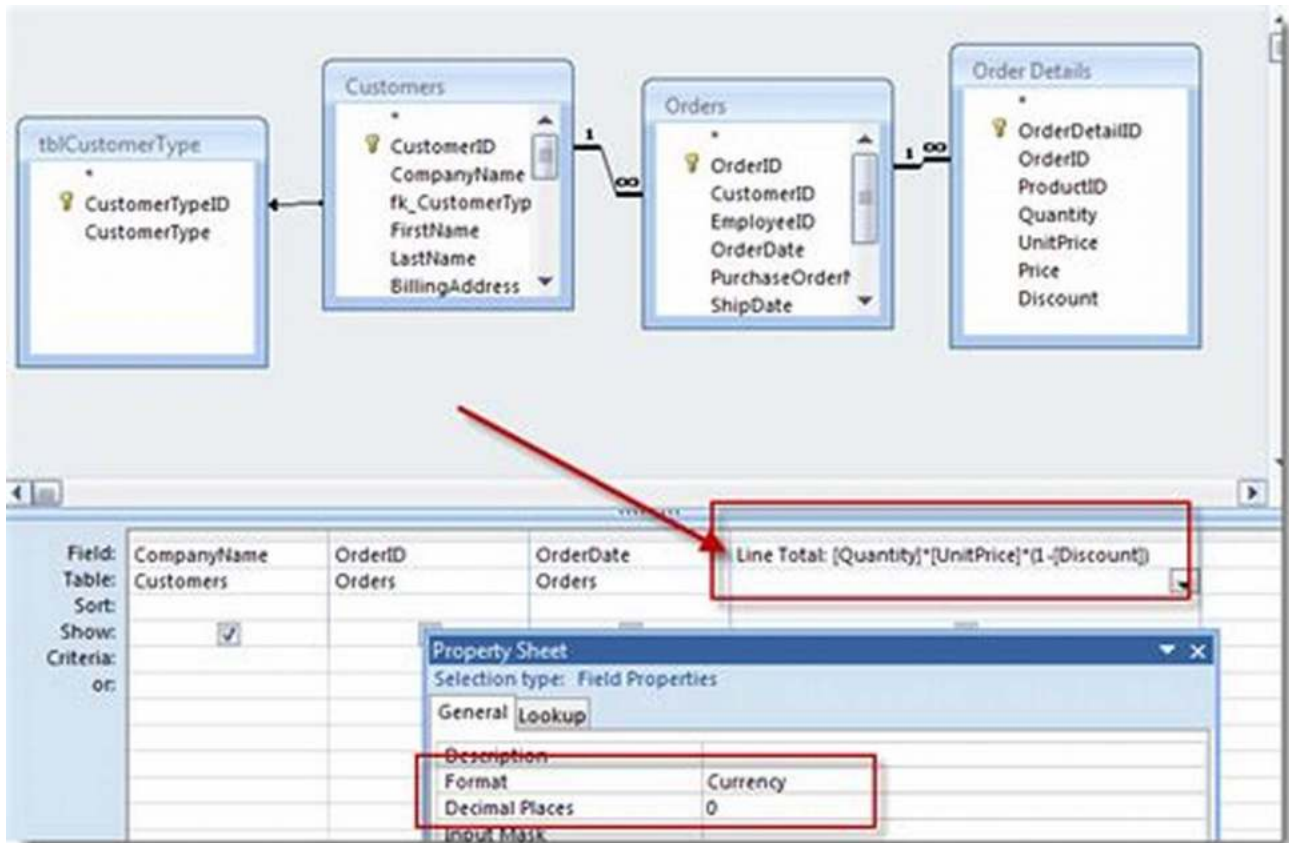 tblCustomerType
*
CustomerTypeID
CustomerType
Customers
*
CustomerID
CompanyName
fk_CustomerTyp
FirstName
LastName
BillingAddress
1
∞
Orders
*
OrderID
CustomerID
EmployeeID
OrderDate
PurchaseOrderN
ShipDate
1
∞
Order Details
*
OrderDetailID
OrderID
ProductID
Quantity
UnitPrice
Price
Discount
Field: CompanyName OrderID OrderDate Line Total: [Quantity]*[UnitPrice]*(1-[Discount])
Table: Customers Orders Orders
Sort:
Show:
Criteria:
or:
Property Sheet
Selection type: Field Properties
General Lookup
Description
Format Currency
Decimal Places 0
Input Mask